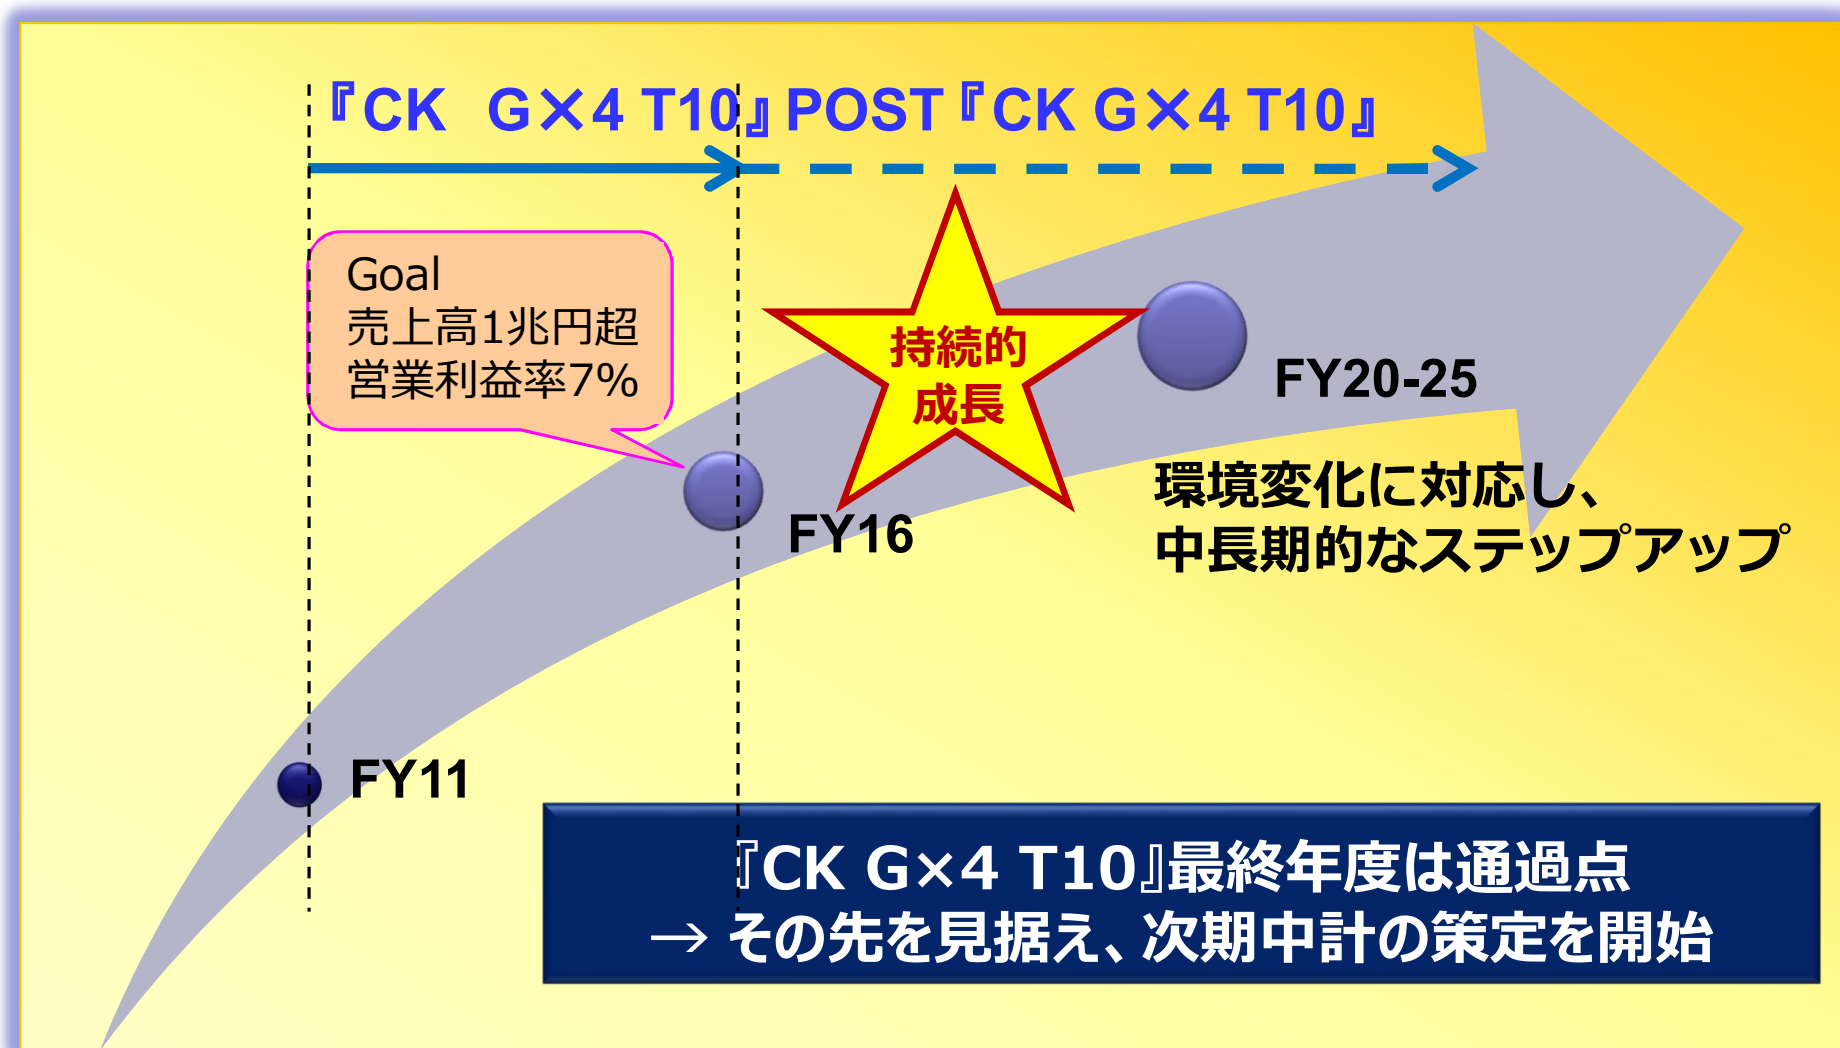 『CK G×4 T10』 POST『CK G×4 T10』
Goal
売上高1兆円超
営業利益率7%
持続的
成長
FY20-25
環境変化に対応し、
中長期的なステップアップ
FY16
FY11
『CK G×4 T10』最終年度は通過点
→ その先を見据え、次期中計の策定を開始